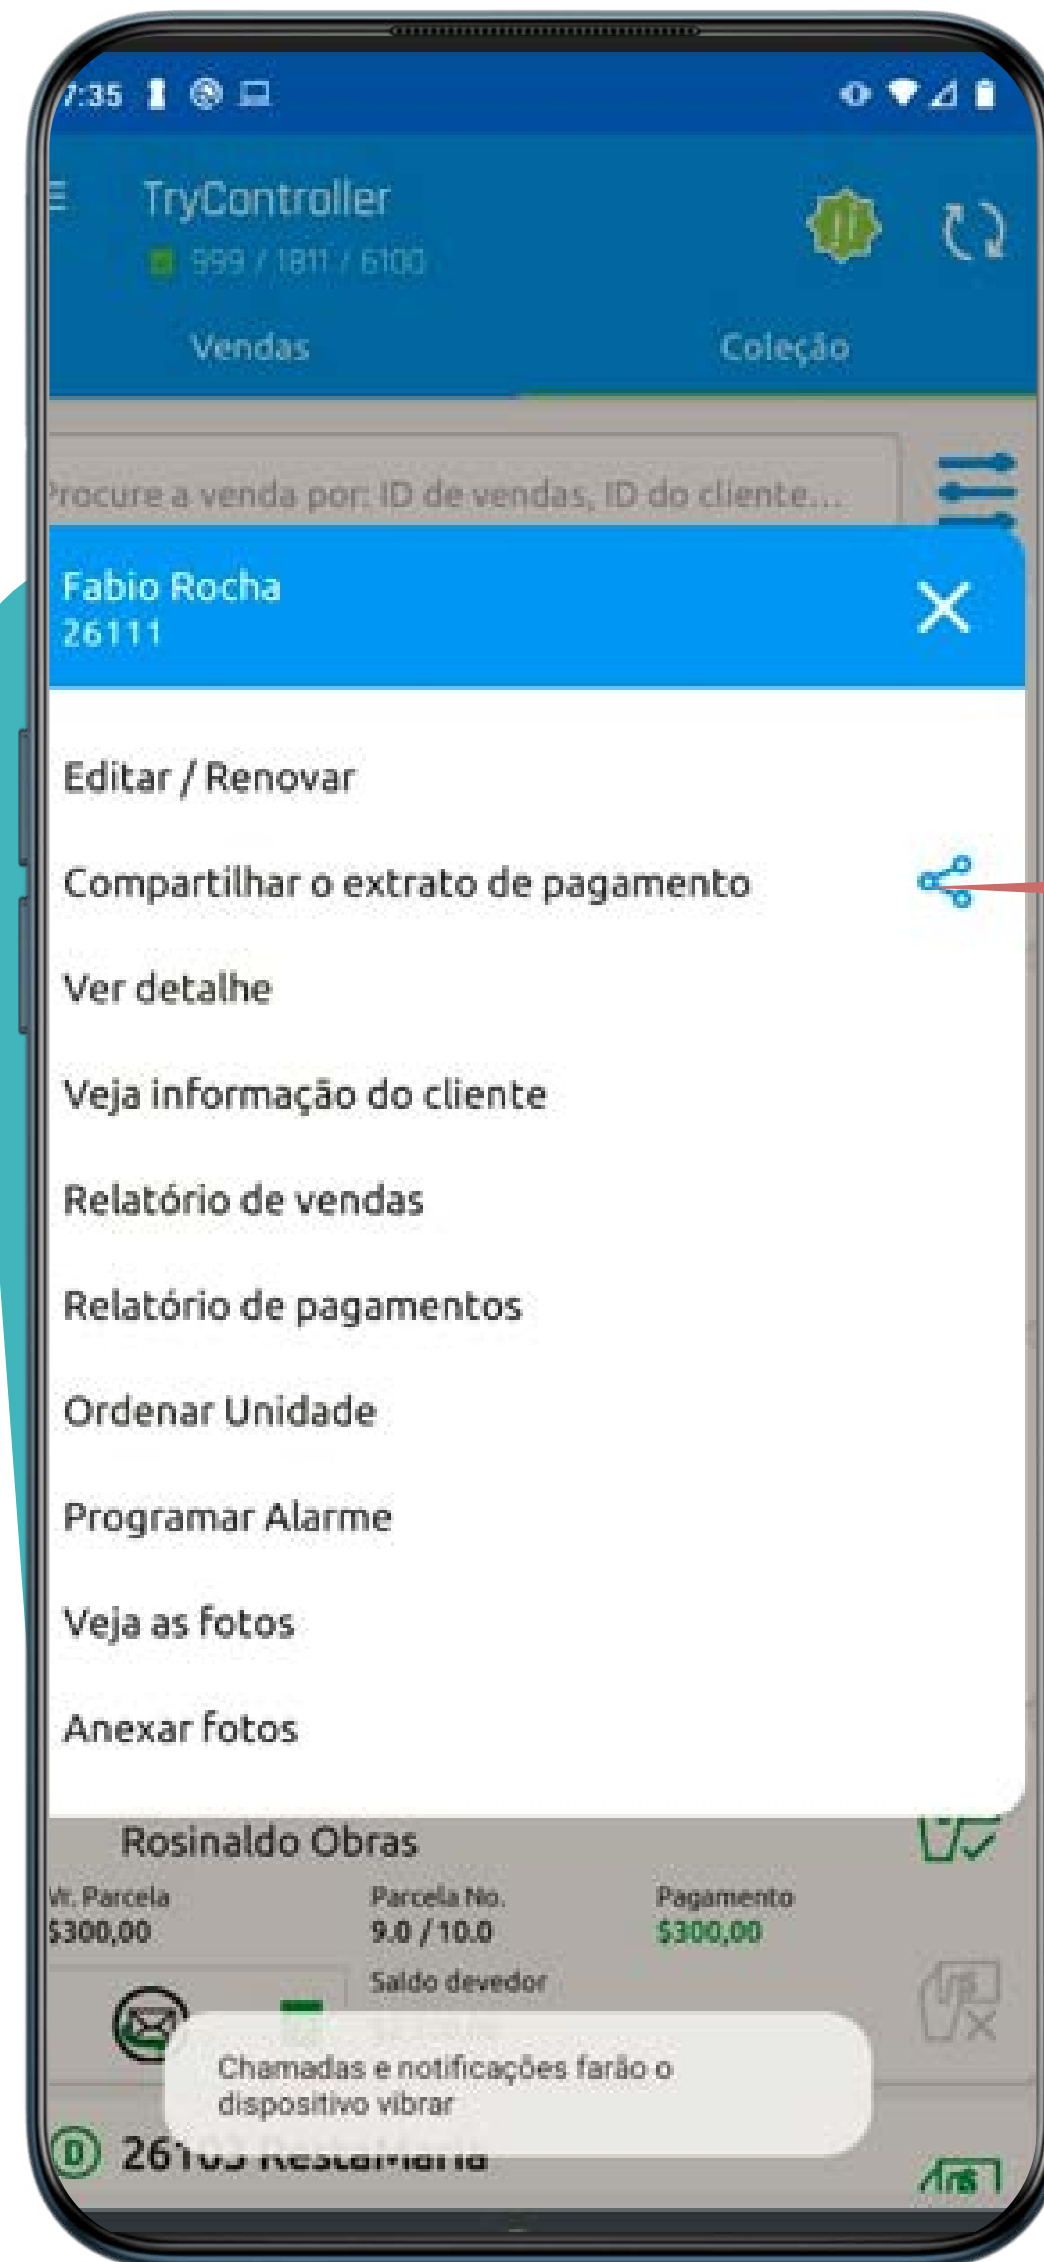 7:35
TryController
999 / 1811 / 6100
Vendas
Coleção
Procure a venda por: ID de vendas, ID do cliente...
Fabio Rocha
26111
Editar / Renovar
Compartilhar o extrato de pagamento
Ver detalhe
Veja informação do cliente
Relatório de vendas
Relatório de pagamentos
Ordenar Unidade
Programar Alarme
Veja as fotos
Anexar fotos
Rosinaldo Obras
Vr. Parcela Parcela No. Pagamento
$300,00 9.0 / 10.0 $300,00
Saldo devedor
Chamadas e notificações farão o
dispositivo vibrar
D 26103